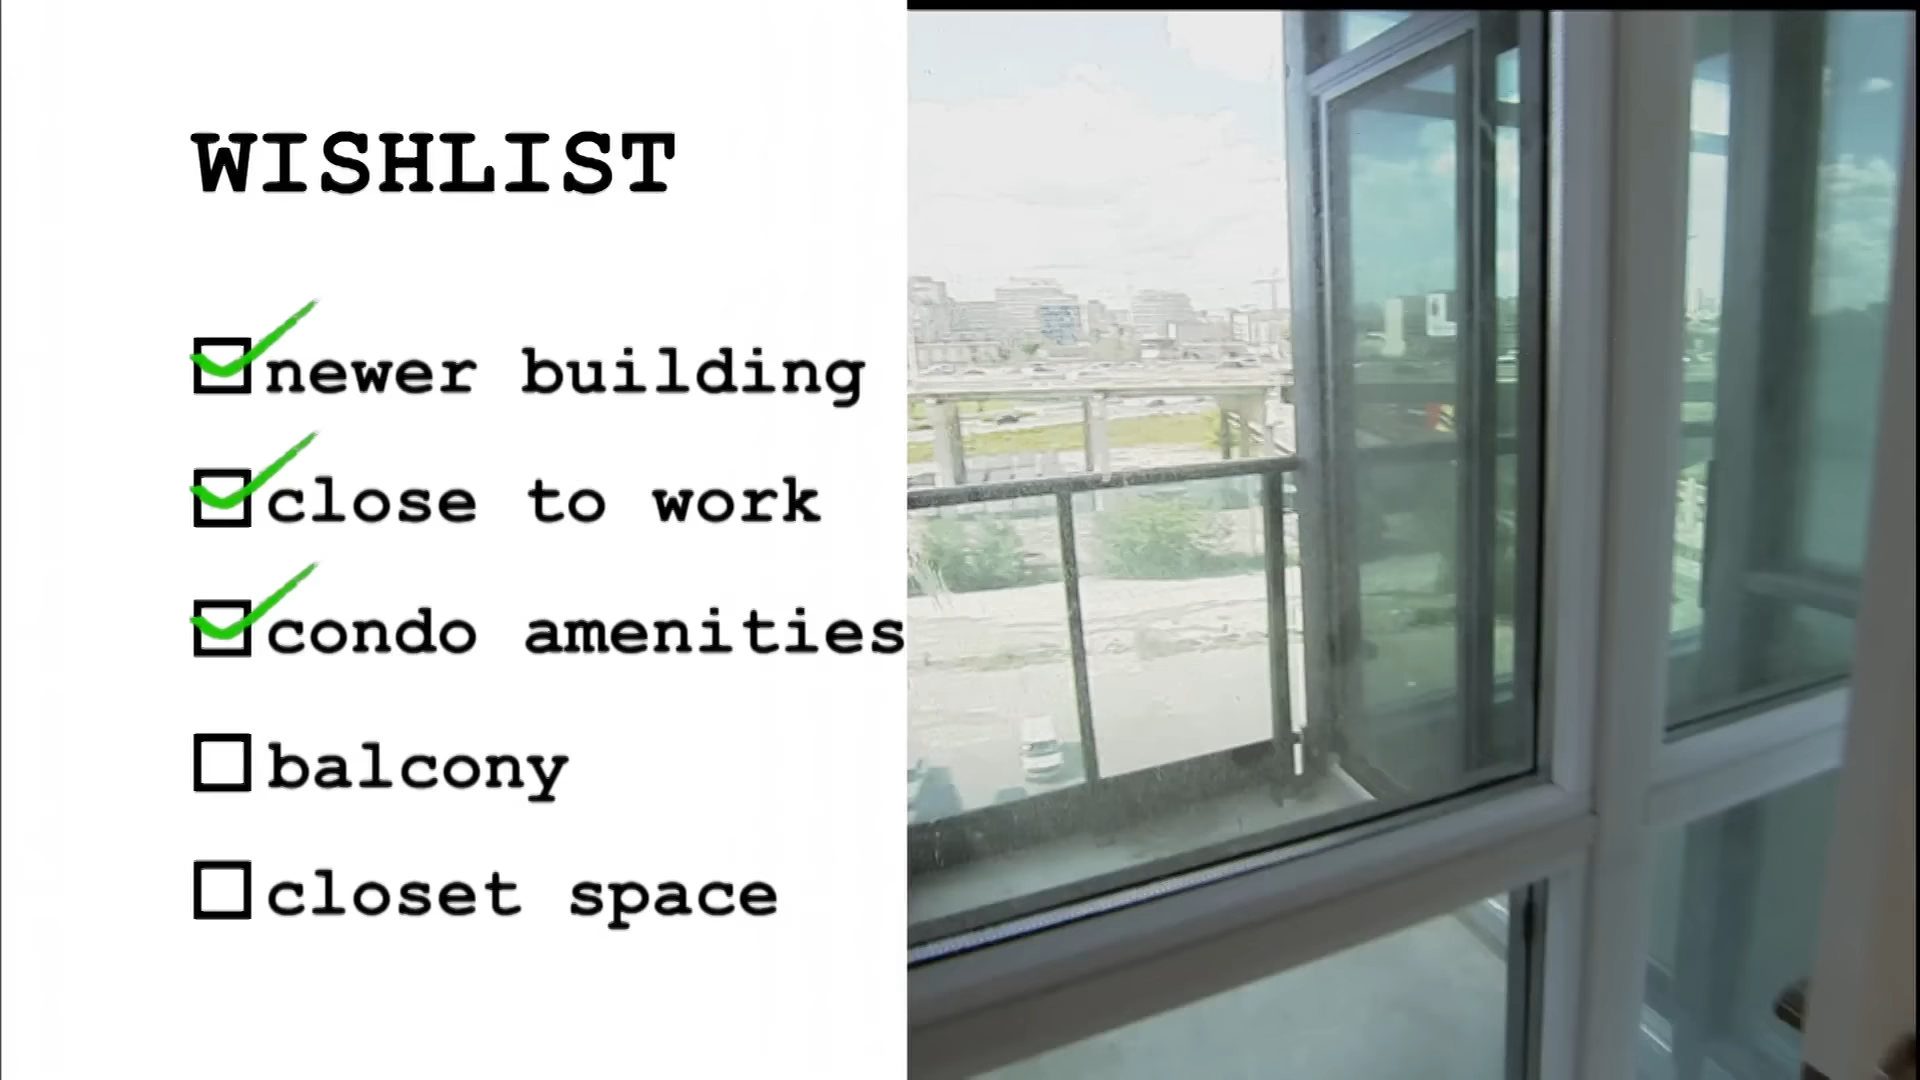 WISHLIST
newer building
close to work
condo amenities
balcony
closet space